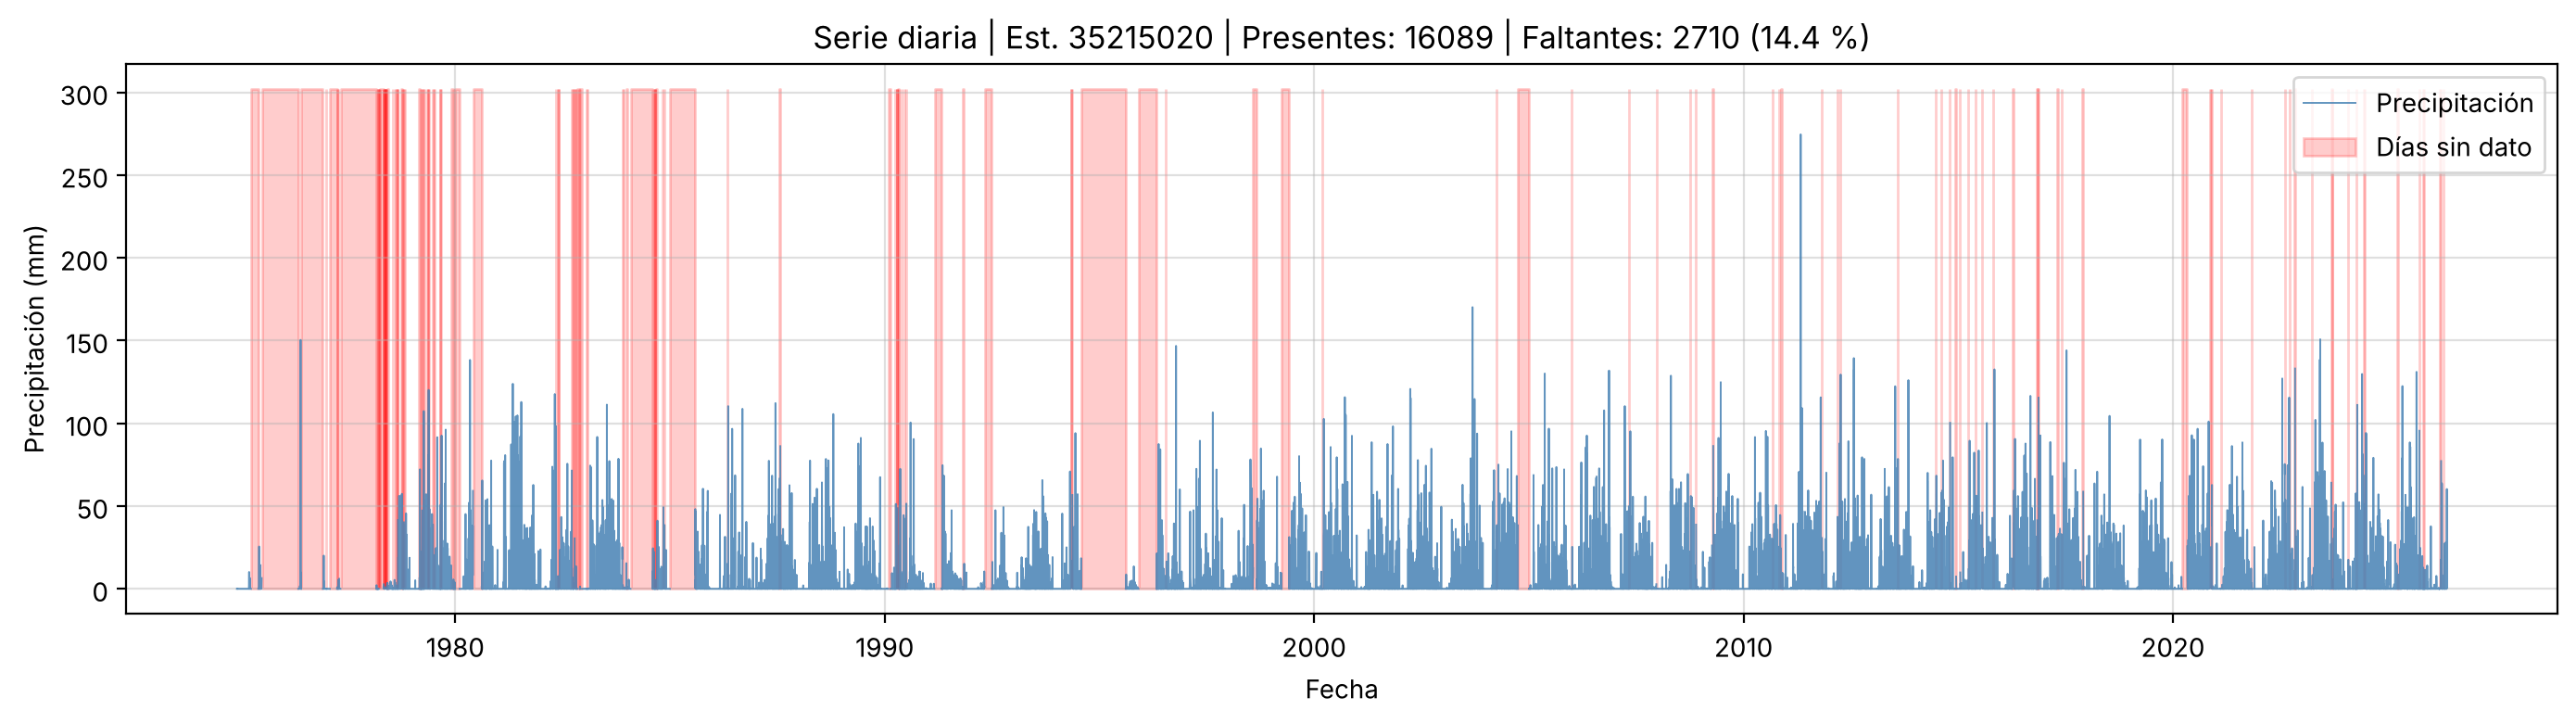 Serie diaria | Est. 35215020 | Presentes: 16089 | Faltantes: 2710 (14.4 %)
Precipitación
Días sin dato
Precipitación (mm)
300
250
200
150
100
50
0
1980 1990 2000 2010 2020
Fecha